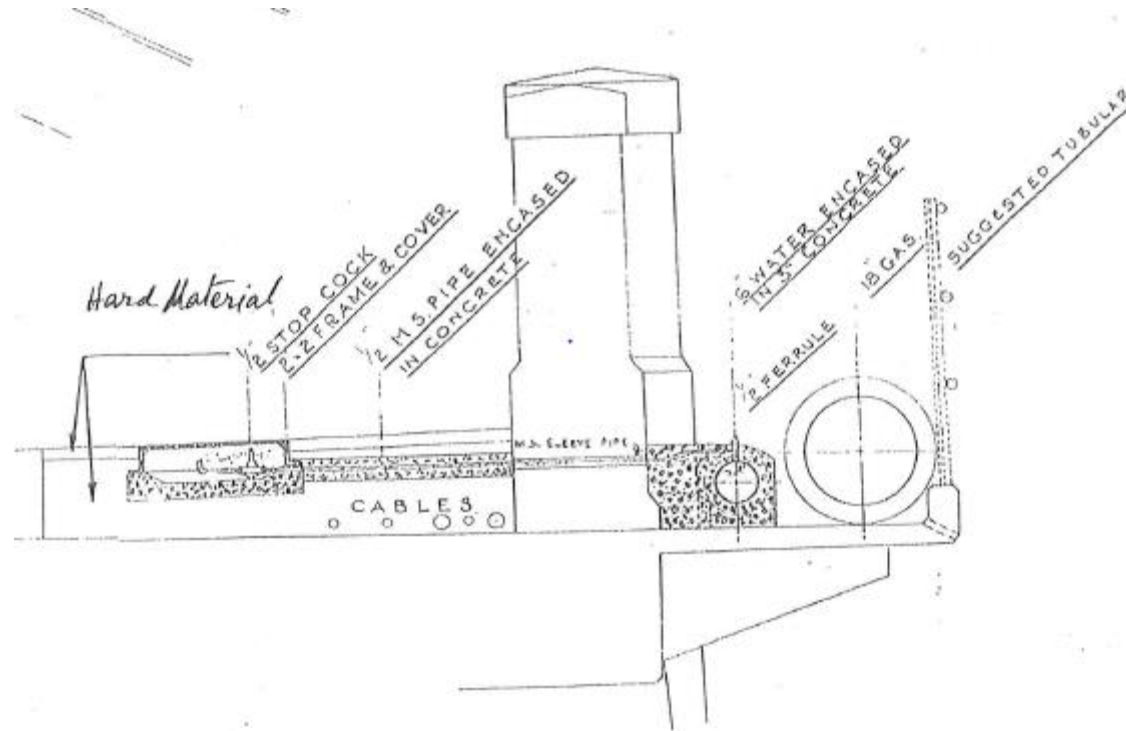 Hard Material
1/2" STOP COCK
2'×2' FRAME & COVER
1/2" M.S. PIPE ENCASED
IN CONCRETE
6" WATER ENCASED
IN 3" CONCRETE
1/2" FERRULE
18" GAS
SUGGESTED TUBULAR
M.S. SLEEVE PIPE
CABLES